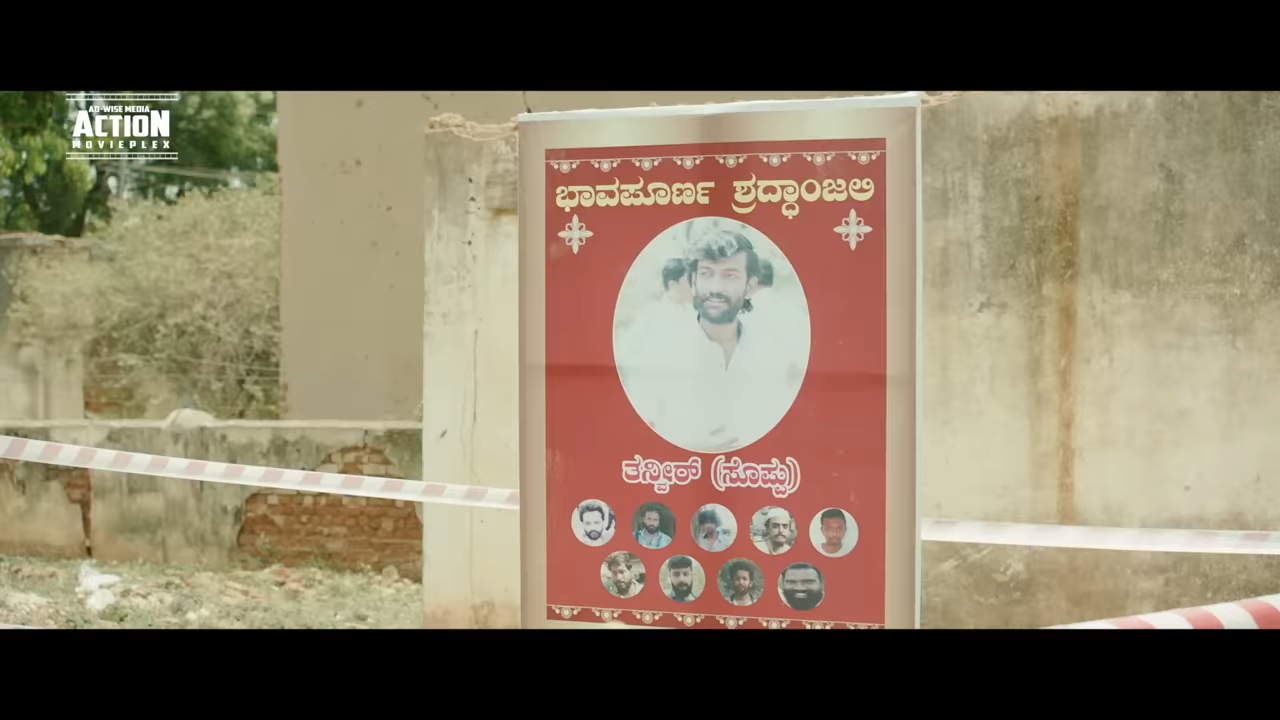 AD-WISE MEDIA
ACTION
MOVIEPLEX
ಭಾವಪೂರ್ಣ ಶ್ರದ್ಧಾಂಜಲಿ
ತನ್ವೀರ್ (ಸೊಪ್ಪು)